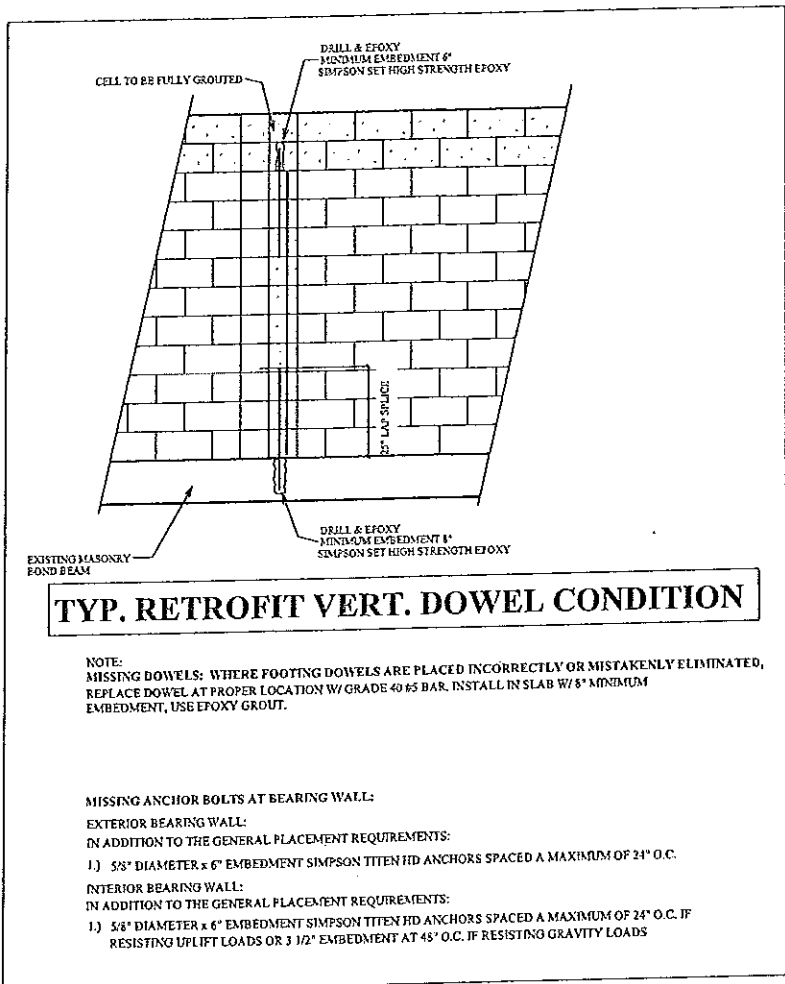 DRILL & EPOXY
MINIMUM EMBEDMENT 6"
SIMPSON SET HIGH STRENGTH EPOXY
CELL TO BE FULLY GROUTED
25" LAP SPLICE
DRILL & EPOXY
MINIMUM EMBEDMENT 8"
SIMPSON SET HIGH STRENGTH EPOXY
EXISTING MASONRY
BOND BEAM
TYP. RETROFIT VERT. DOWEL CONDITION
NOTE:
MISSING DOWELS: WHERE FOOTING DOWELS ARE PLACED INCORRECTLY OR MISTAKENLY ELIMINATED,
REPLACE DOWEL AT PROPER LOCATION W/ GRADE 40 #5 BAR. INSTALL IN SLAB W/ 8" MINIMUM
EMBEDMENT, USE EPOXY GROUT.
MISSING ANCHOR BOLTS AT BEARING WALL:
EXTERIOR BEARING WALL:
IN ADDITION TO THE GENERAL PLACEMENT REQUIREMENTS:
1.) 5/8" DIAMETER x 6" EMBEDMENT SIMPSON TITEN HD ANCHORS SPACED A MAXIMUM OF 24" O.C.
INTERIOR BEARING WALL:
IN ADDITION TO THE GENERAL PLACEMENT REQUIREMENTS:
1.) 5/8" DIAMETER x 6" EMBEDMENT SIMPSON TITEN HD ANCHORS SPACED A MAXIMUM OF 24" O.C. IF
RESISTING UPLIFT LOADS OR 3 1/2" EMBEDMENT AT 48" O.C. IF RESISTING GRAVITY LOADS